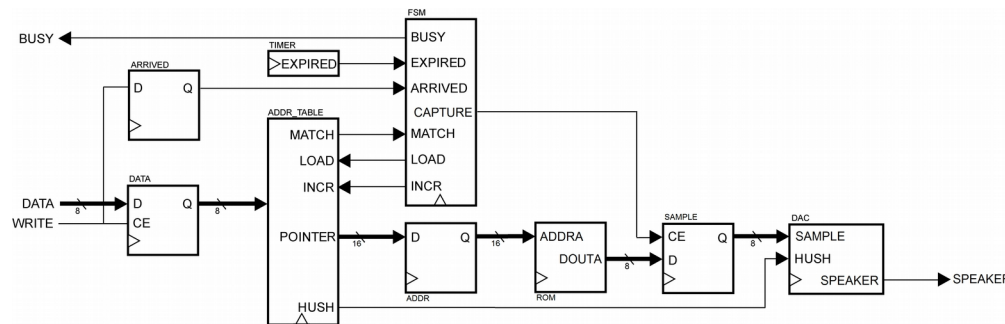 FSM
BUSY
BUSY
TIMER
EXPIRED
EXPIRED
ARRIVED
D Q
ARRIVED
ADDR_TABLE
CAPTURE
MATCH
MATCH
LOAD
LOAD
INCR
INCR
DATA
DATA
8
D Q
8
WRITE
CE
POINTER
16
D Q
ADDR
16
ADDRA
DOUTA
ROM
8
SAMPLE
CE Q
D
8
DAC
SAMPLE
HUSH
SPEAKER
SPEAKER
HUSH